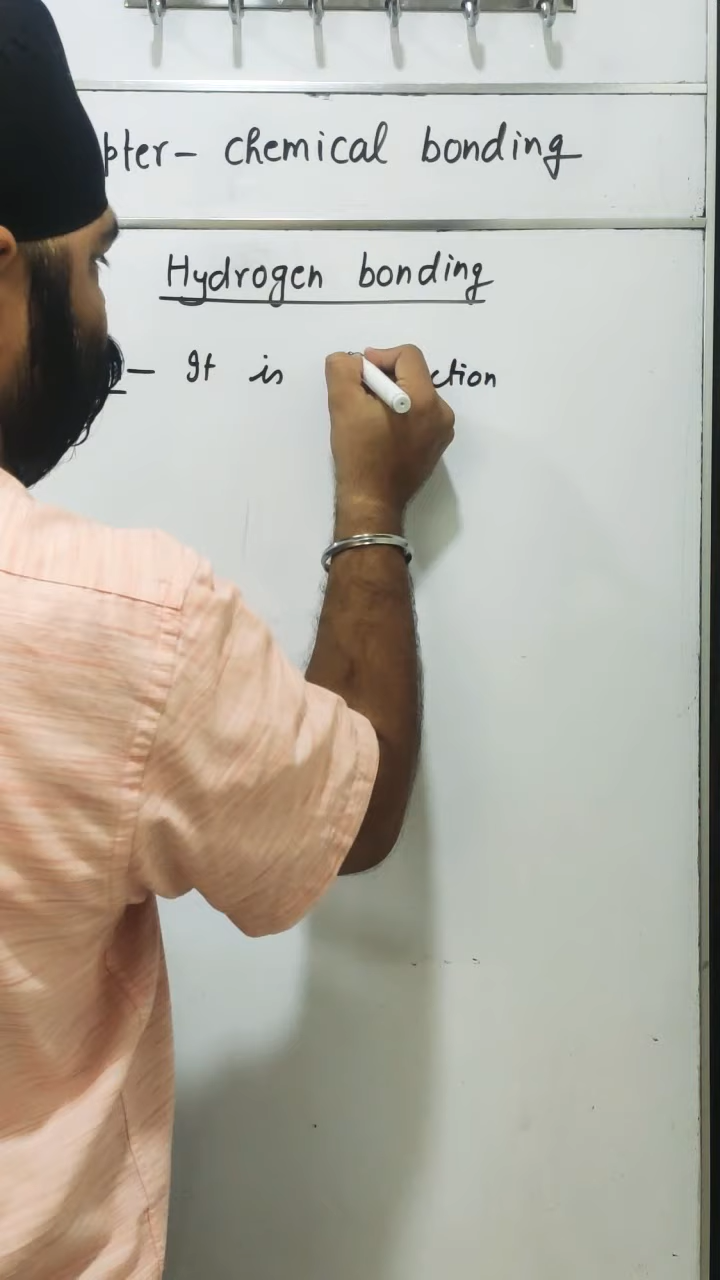 pter- chemical bonding
Hydrogen bonding
- It is ction